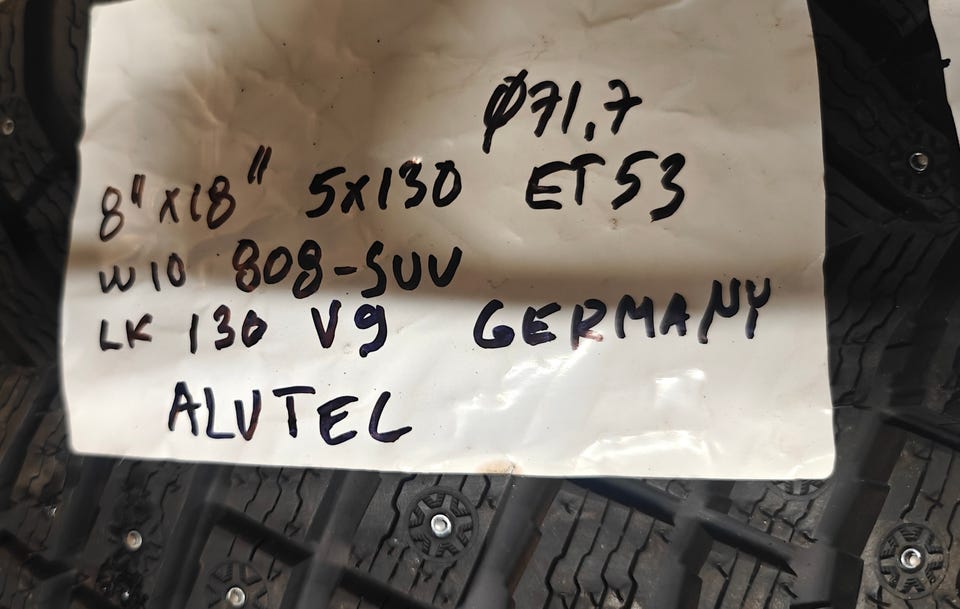 Ø71,7
8"x18" 5x130 ET53
W10 808-SUV
LK 130 V9 GERMANY
ALUTEC